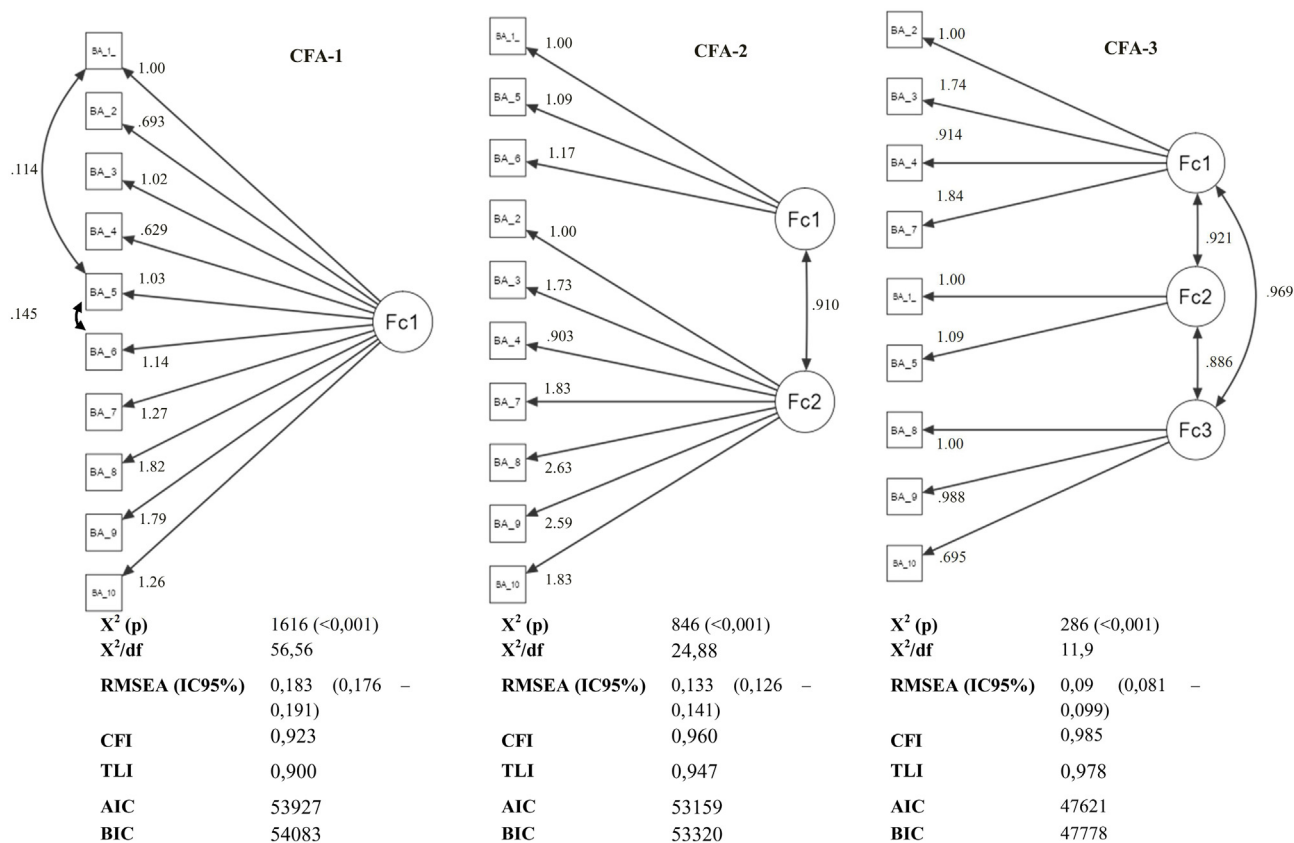 CFA-1
BA_1_
1.00
BA_2
.693
BA_3
1.02
.114
BA_4
.629
BA_5
1.03
.145
BA_6
1.14
BA_7
1.27
BA_8
1.82
BA_9
1.79
BA_10
1.26
Fc1
X² (p) 1616 (<0,001)
X²/df 56,56
RMSEA (IC95%) 0,183 (0,176 –
0,191)
CFI 0,923
TLI 0,900
AIC 53927
BIC 54083
CFA-2
BA_1_
1.00
BA_5
1.09
BA_6
1.17
BA_2
1.00
BA_3
1.73
BA_4
.903
BA_7
1.83
BA_8
2.63
BA_9
2.59
BA_10
1.83
Fc1
.910
Fc2
X² (p) 846 (<0,001)
X²/df 24,88
RMSEA (IC95%) 0,133 (0,126 –
0,141)
CFI 0,960
TLI 0,947
AIC 53159
BIC 53320
CFA-3
BA_2
1.00
BA_3
1.74
BA_4
.914
BA_7
1.84
BA_1_
1.00
BA_5
1.09
BA_8
1.00
BA_9
.988
BA_10
.695
Fc1
.921
.969
Fc2
.886
Fc3
X² (p) 286 (<0,001)
X²/df 11,9
RMSEA (IC95%) 0,09 (0,081 –
0,099)
CFI 0,985
TLI 0,978
AIC 47621
BIC 47778